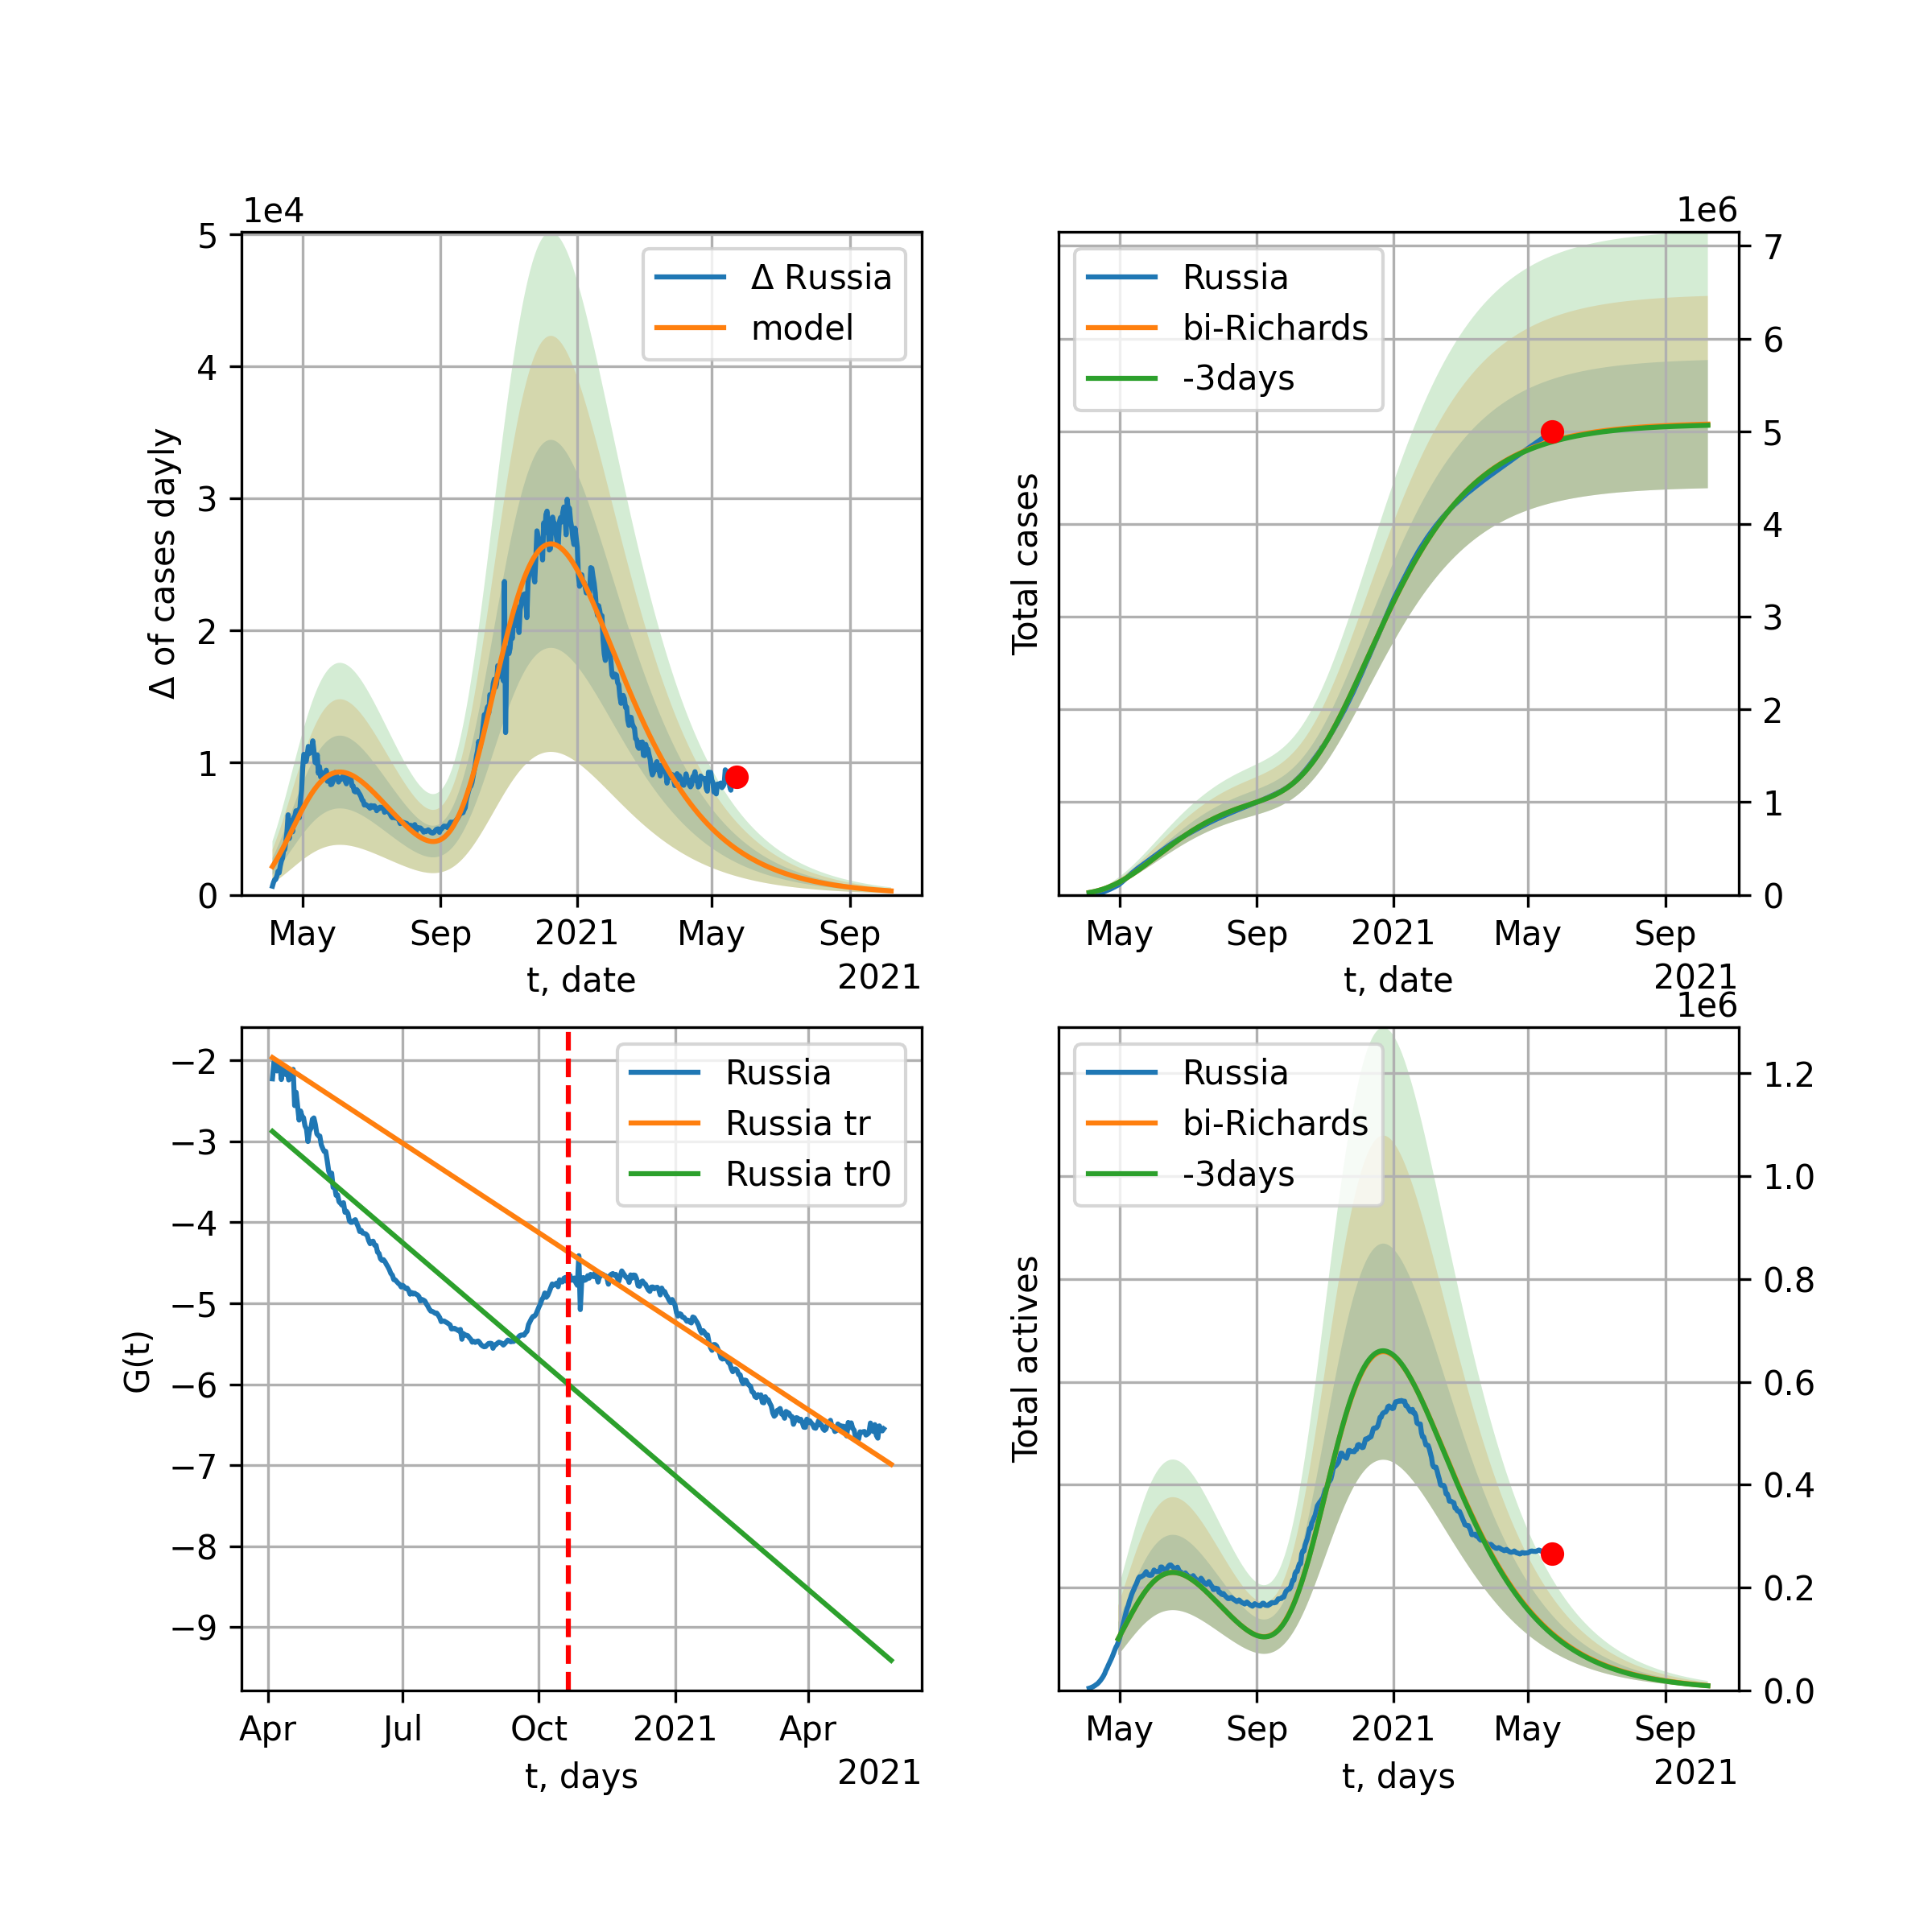 1e4
5
4
3
2
1
0
Δ of cases dayly
Δ Russia
model
May
Sep
2021
May
Sep
t, date
2021
1e6
7
6
5
4
3
2
1
0
Total cases
Russia
bi-Richards
-3days
May
Sep
2021
May
Sep
t, date
2021
−2
−3
−4
−5
−6
−7
−8
−9
G(t)
Russia
Russia tr
Russia tr0
Apr
Jul
Oct
2021
Apr
t, days
2021
1e6
1.2
1.0
0.8
0.6
0.4
0.2
0.0
Total actives
Russia
bi-Richards
-3days
May
Sep
2021
May
Sep
t, days
2021